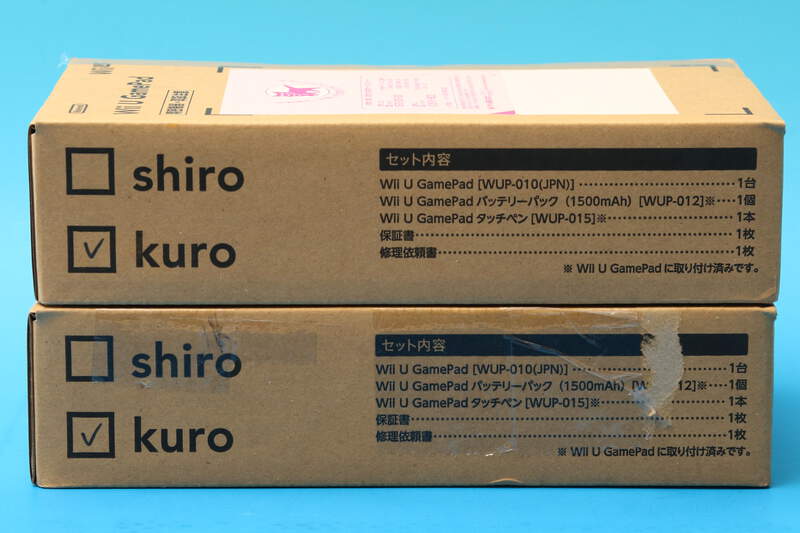 Wii U GamePad
shiro
kuro
セット内容
Wii U GamePad [WUP-010(JPN)] 1台
Wii U GamePad バッテリーパック（1500mAh）[WUP-012]※ 1個
Wii U GamePad タッチペン [WUP-015]※ 1本
保証書 1枚
修理依頼書 1枚
※ Wii U GamePad に取り付け済みです。
shiro
kuro
セット内容
Wii U GamePad [WUP-010(JPN)] 1台
Wii U GamePad バッテリーパック（1500mAh）[WUP-012]※ 1個
Wii U GamePad タッチペン [WUP-015]※ 1本
保証書 1枚
修理依頼書 1枚
※ Wii U GamePad に取り付け済みです。